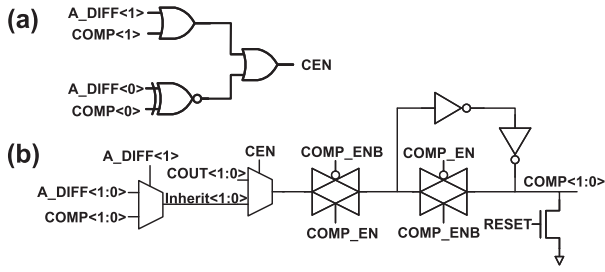 (a)
A_DIFF<1>
COMP<1>
CEN
A_DIFF<0>
COMP<0>
(b)
A_DIFF<1>
CEN
COMP_ENB
COMP_EN
COUT<1:0>
A_DIFF<1:0>
Inherit<1:0>
COMP<1:0>
COMP<1:0>
COMP_EN
COMP_ENB
RESET